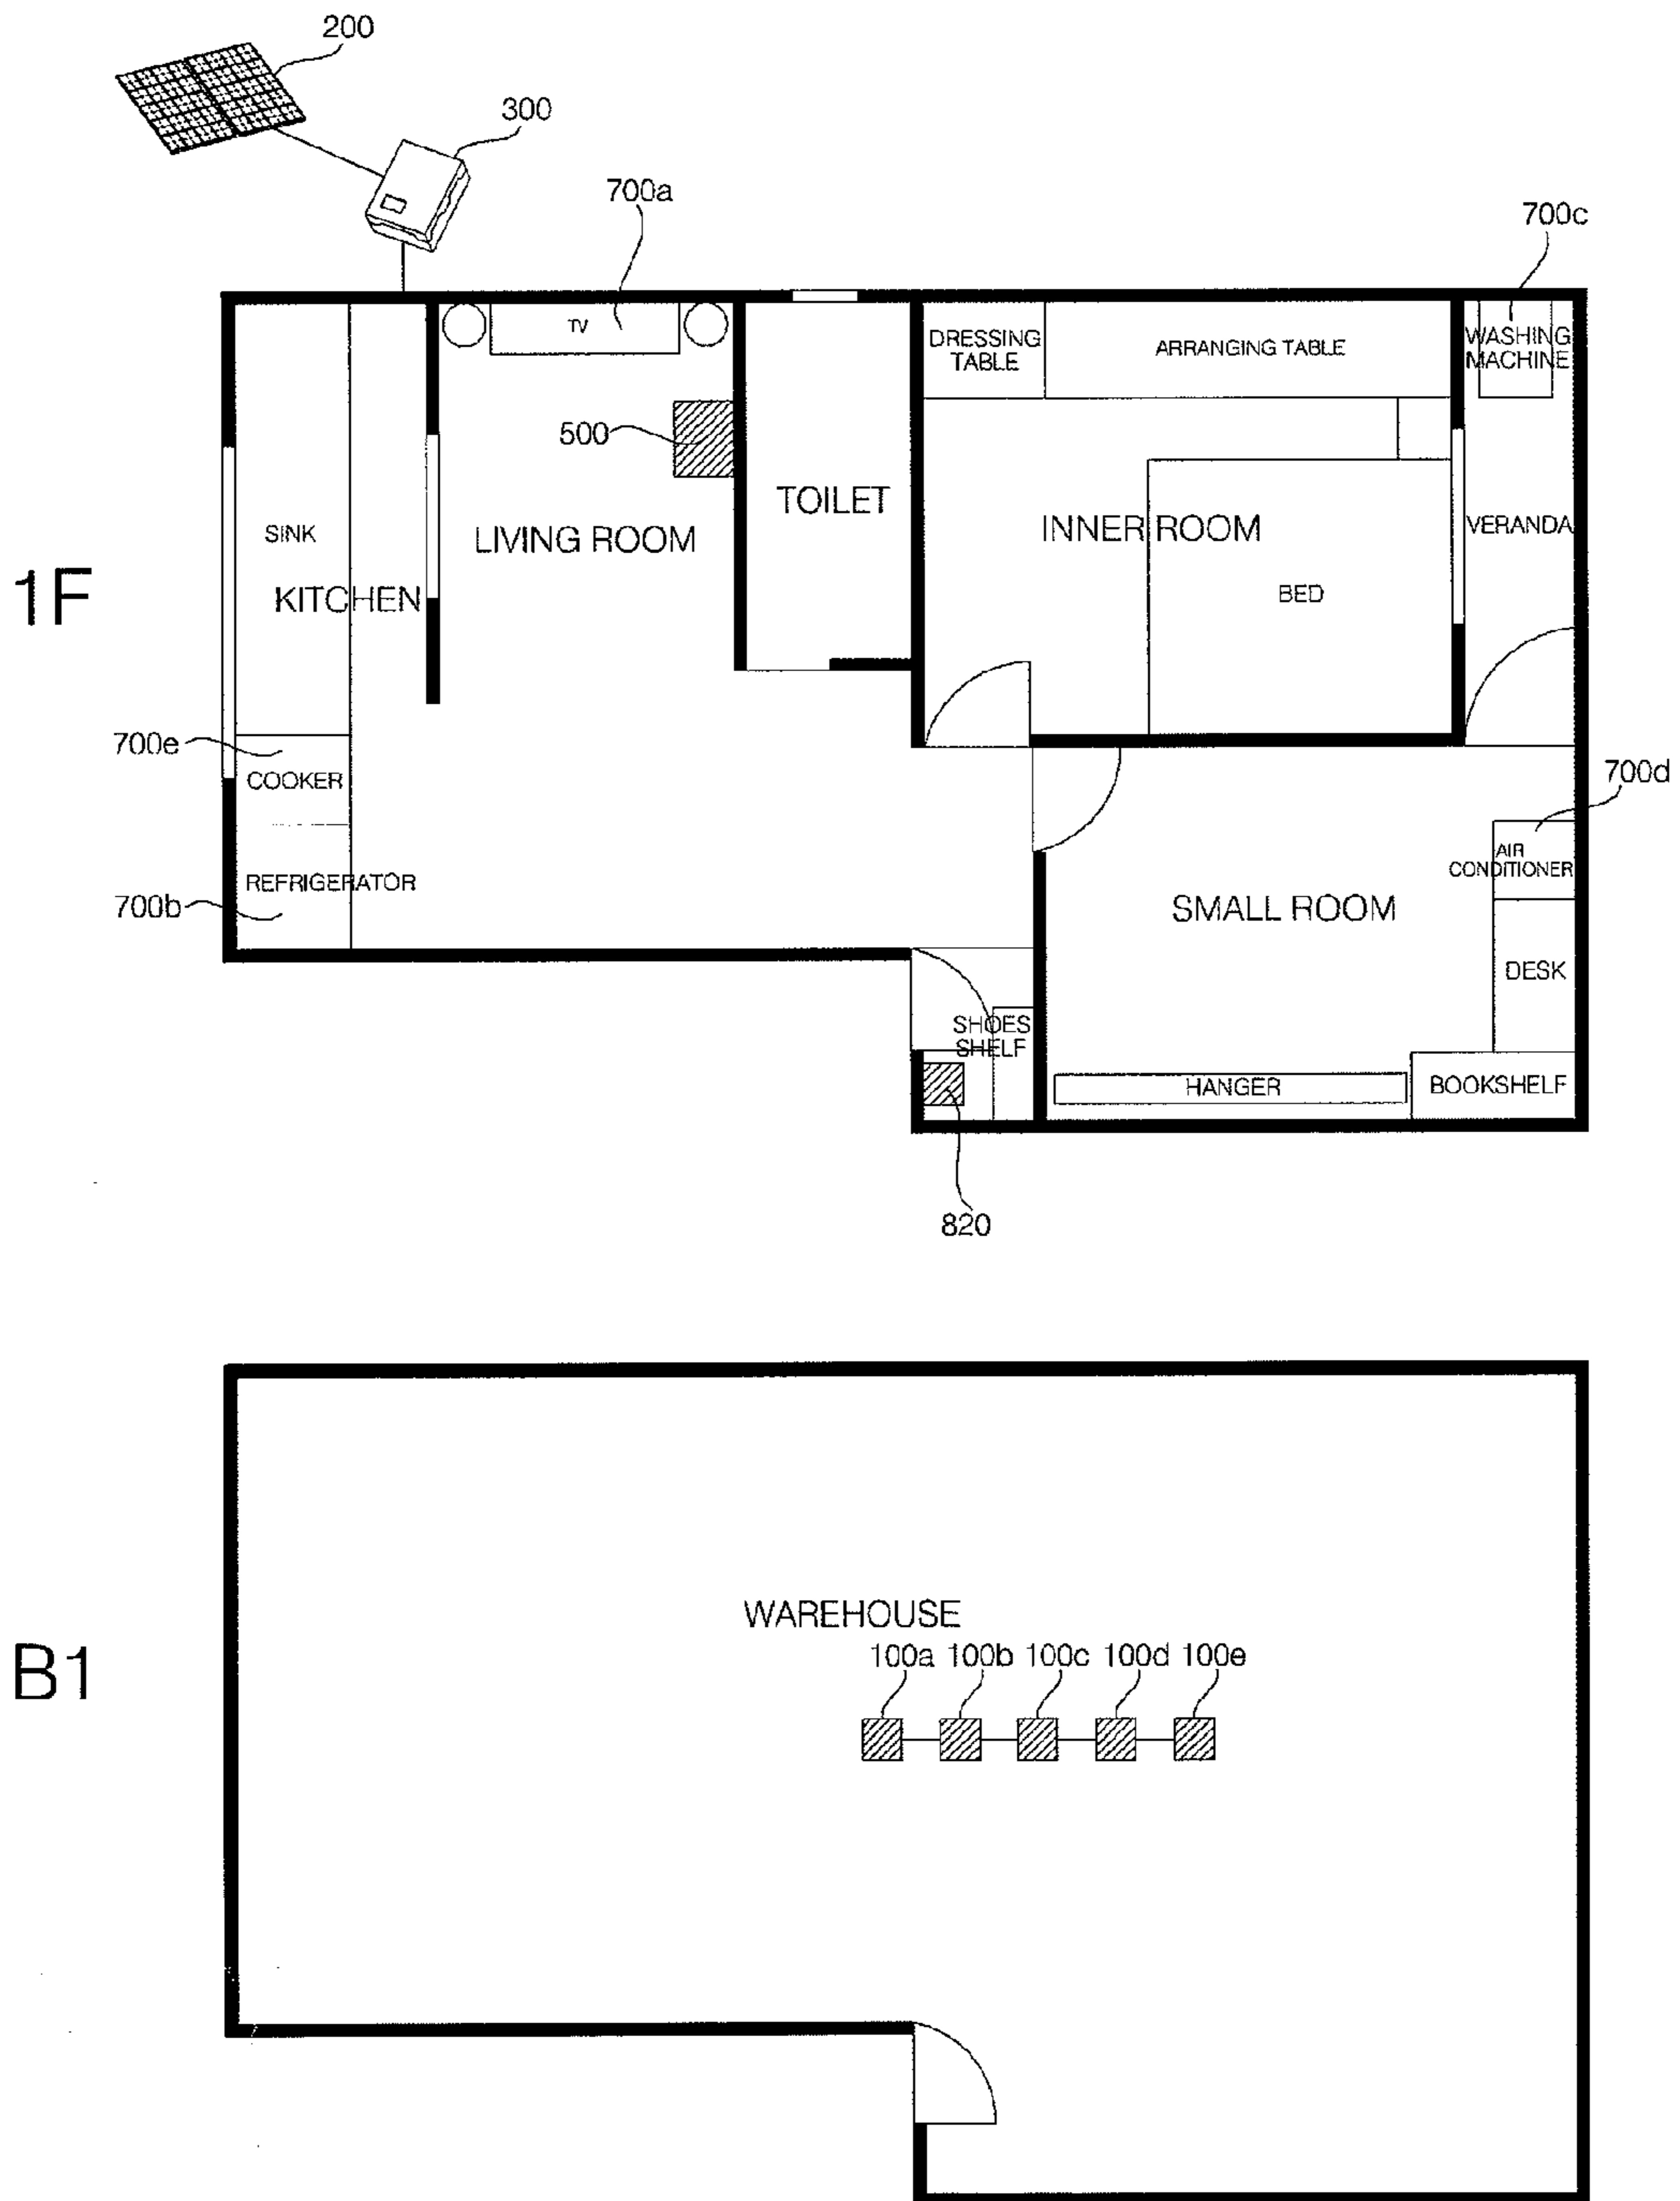 200
300
700a
700c
TV
DRESSING
TABLE
ARRANGING TABLE
WASHING
MACHINE
500
TOILET
SINK
LIVING ROOM
INNER ROOM
VERANDA
1F
KITCHEN
BED
700e
COOKER
700d
AIR
CONDITIONER
REFRIGERATOR
700b
SMALL ROOM
DESK
SHOES
SHELF
HANGER
BOOKSHELF
820
WAREHOUSE
B1
100a 100b 100c 100d 100e